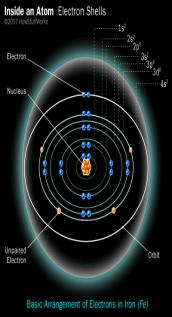 Inside an Atom Electron Shells
©2007 HowStuffWorks
1s²
2s²
2p⁶
3s²
3p⁶
3d⁶
4s²
Electron
Nucleus
Unpaired
Electron
Orbit
Basic Arrangement of Electrons in Iron (Fe)